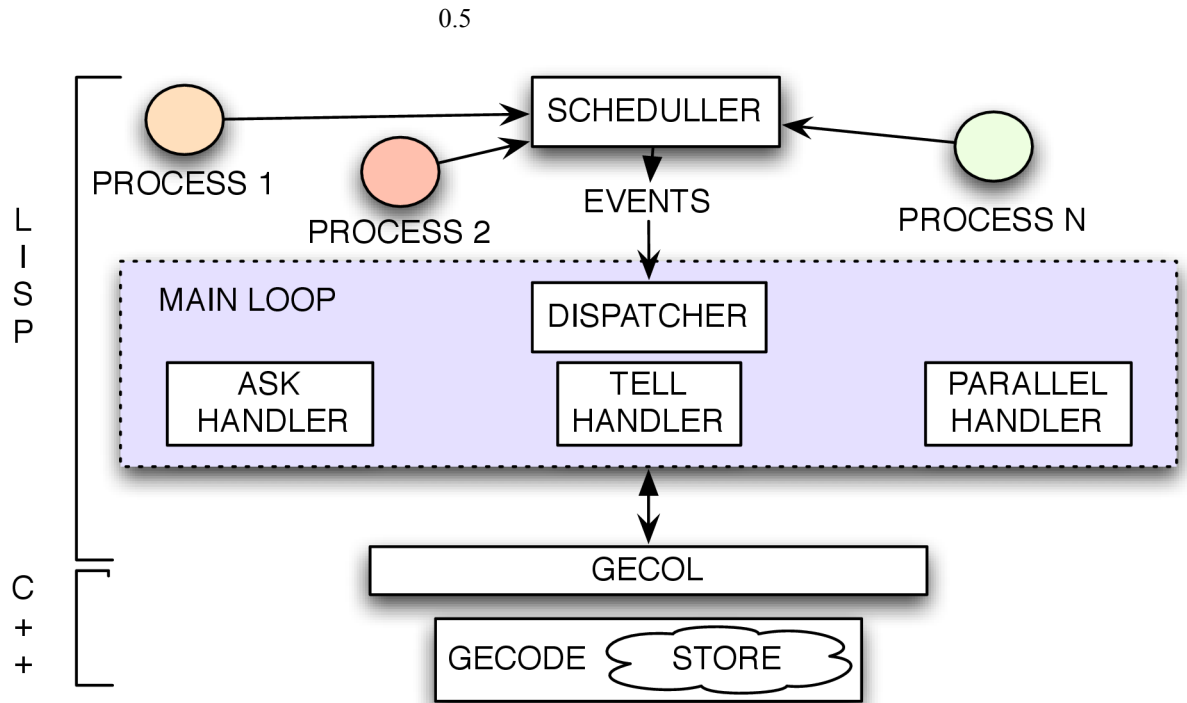 0.5
SCHEDULLER
PROCESS 1
EVENTS
PROCESS 2
PROCESS N
L
I
S
P
MAIN LOOP
DISPATCHER
ASK
HANDLER
TELL
HANDLER
PARALLEL
HANDLER
GECOL
C
+
+
GECODE
STORE